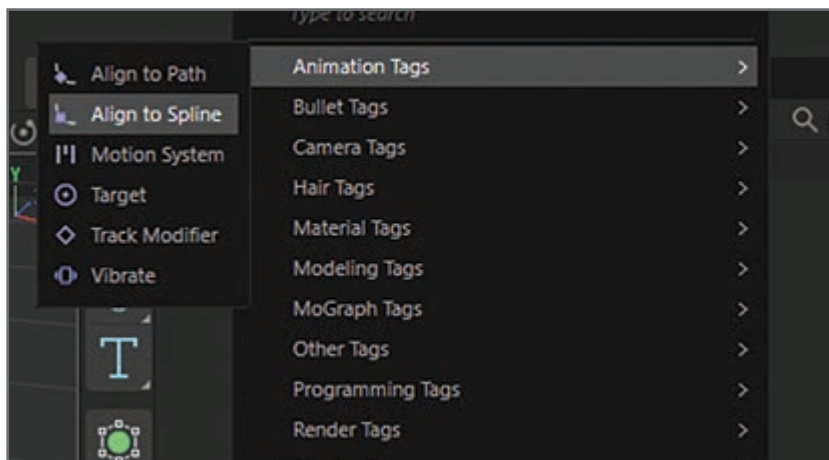 Type to search
Animation Tags
Bullet Tags
Camera Tags
Hair Tags
Material Tags
Modeling Tags
MoGraph Tags
Other Tags
Programming Tags
Render Tags
Align to Path
Align to Spline
Motion System
Target
Track Modifier
Vibrate
Y
T